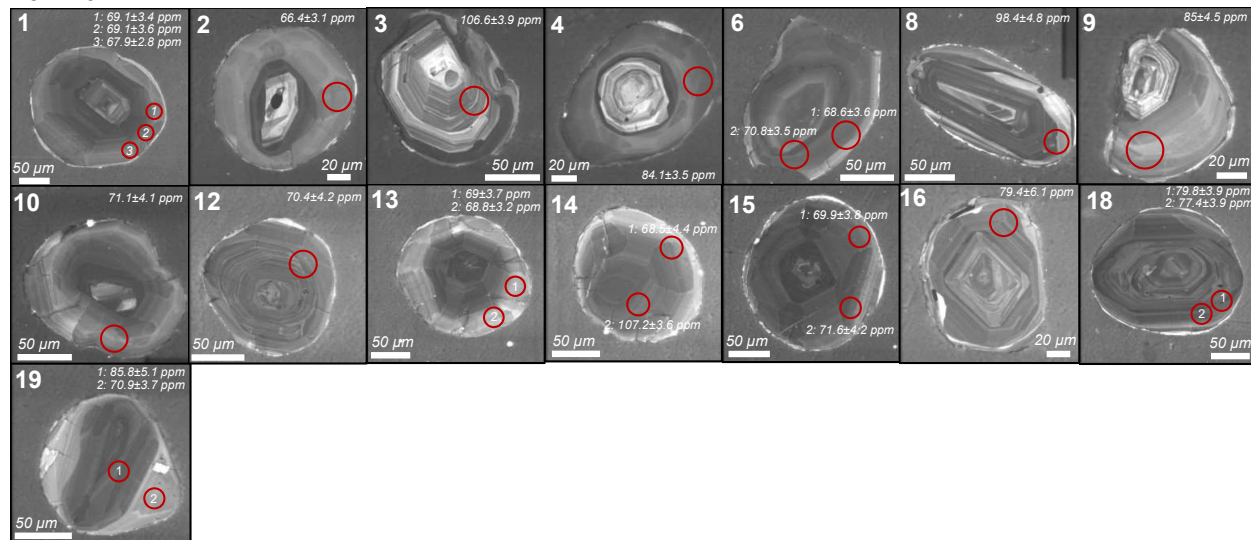 1
1: 69.1±3.4 ppm
2: 69.1±3.6 ppm
3: 67.9±2.8 ppm
1
2
3
50 µm
2
66.4±3.1 ppm
20 µm
3
106.6±3.9 ppm
50 µm
4
20 µm
84.1±3.5 ppm
6
1: 68.6±3.6 ppm
2: 70.8±3.5 ppm
50 µm
8
98.4±4.8 ppm
50 µm
9
85±4.5 ppm
20 µm
10
71.1±4.1 ppm
50 µm
12
70.4±4.2 ppm
50 µm
13
1: 69±3.7 ppm
2: 68.8±3.2 ppm
1
2
50 µm
14
1: 68.5±4.4 ppm
2: 107.2±3.6 ppm
50 µm
15
1: 69.9±3.8 ppm
2: 71.6±4.2 ppm
50 µm
16
79.4±6.1 ppm
20 µm
18
1:79.8±3.9 ppm
2: 77.4±3.9 ppm
1
2
50 µm
19
1: 85.8±5.1 ppm
2: 70.9±3.7 ppm
1
2
50 µm